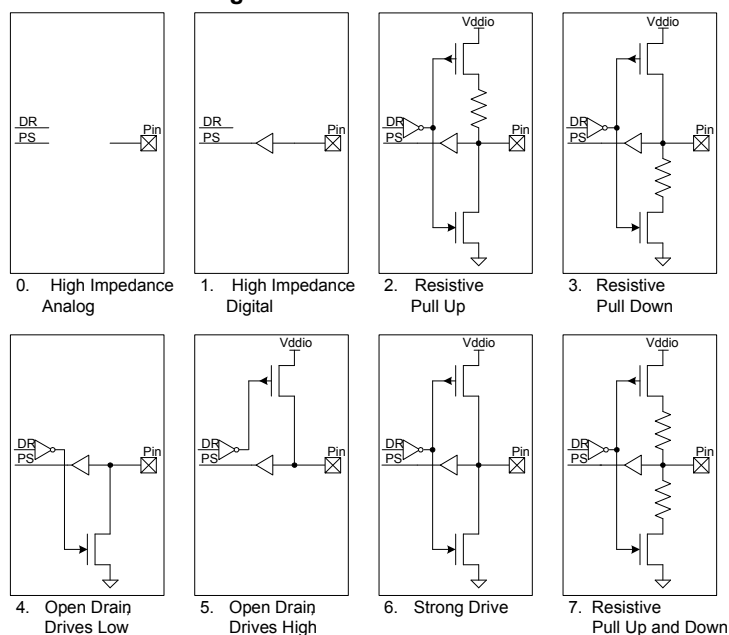 DR
PS
Pin
DR
PS
Pin
Vddio
DR
PS
Pin
Vddio
DR
PS
Pin
0. High Impedance
Analog
1. High Impedance
Digital
2. Resistive
Pull Up
3. Resistive
Pull Down
DR
PS
Pin
Vddio
DR
PS
Pin
Vddio
DR
PS
Pin
Vddio
DR
PS
Pin
4. Open Drain,
Drives Low
5. Open Drain,
Drives High
6. Strong Drive
7. Resistive
Pull Up and Down